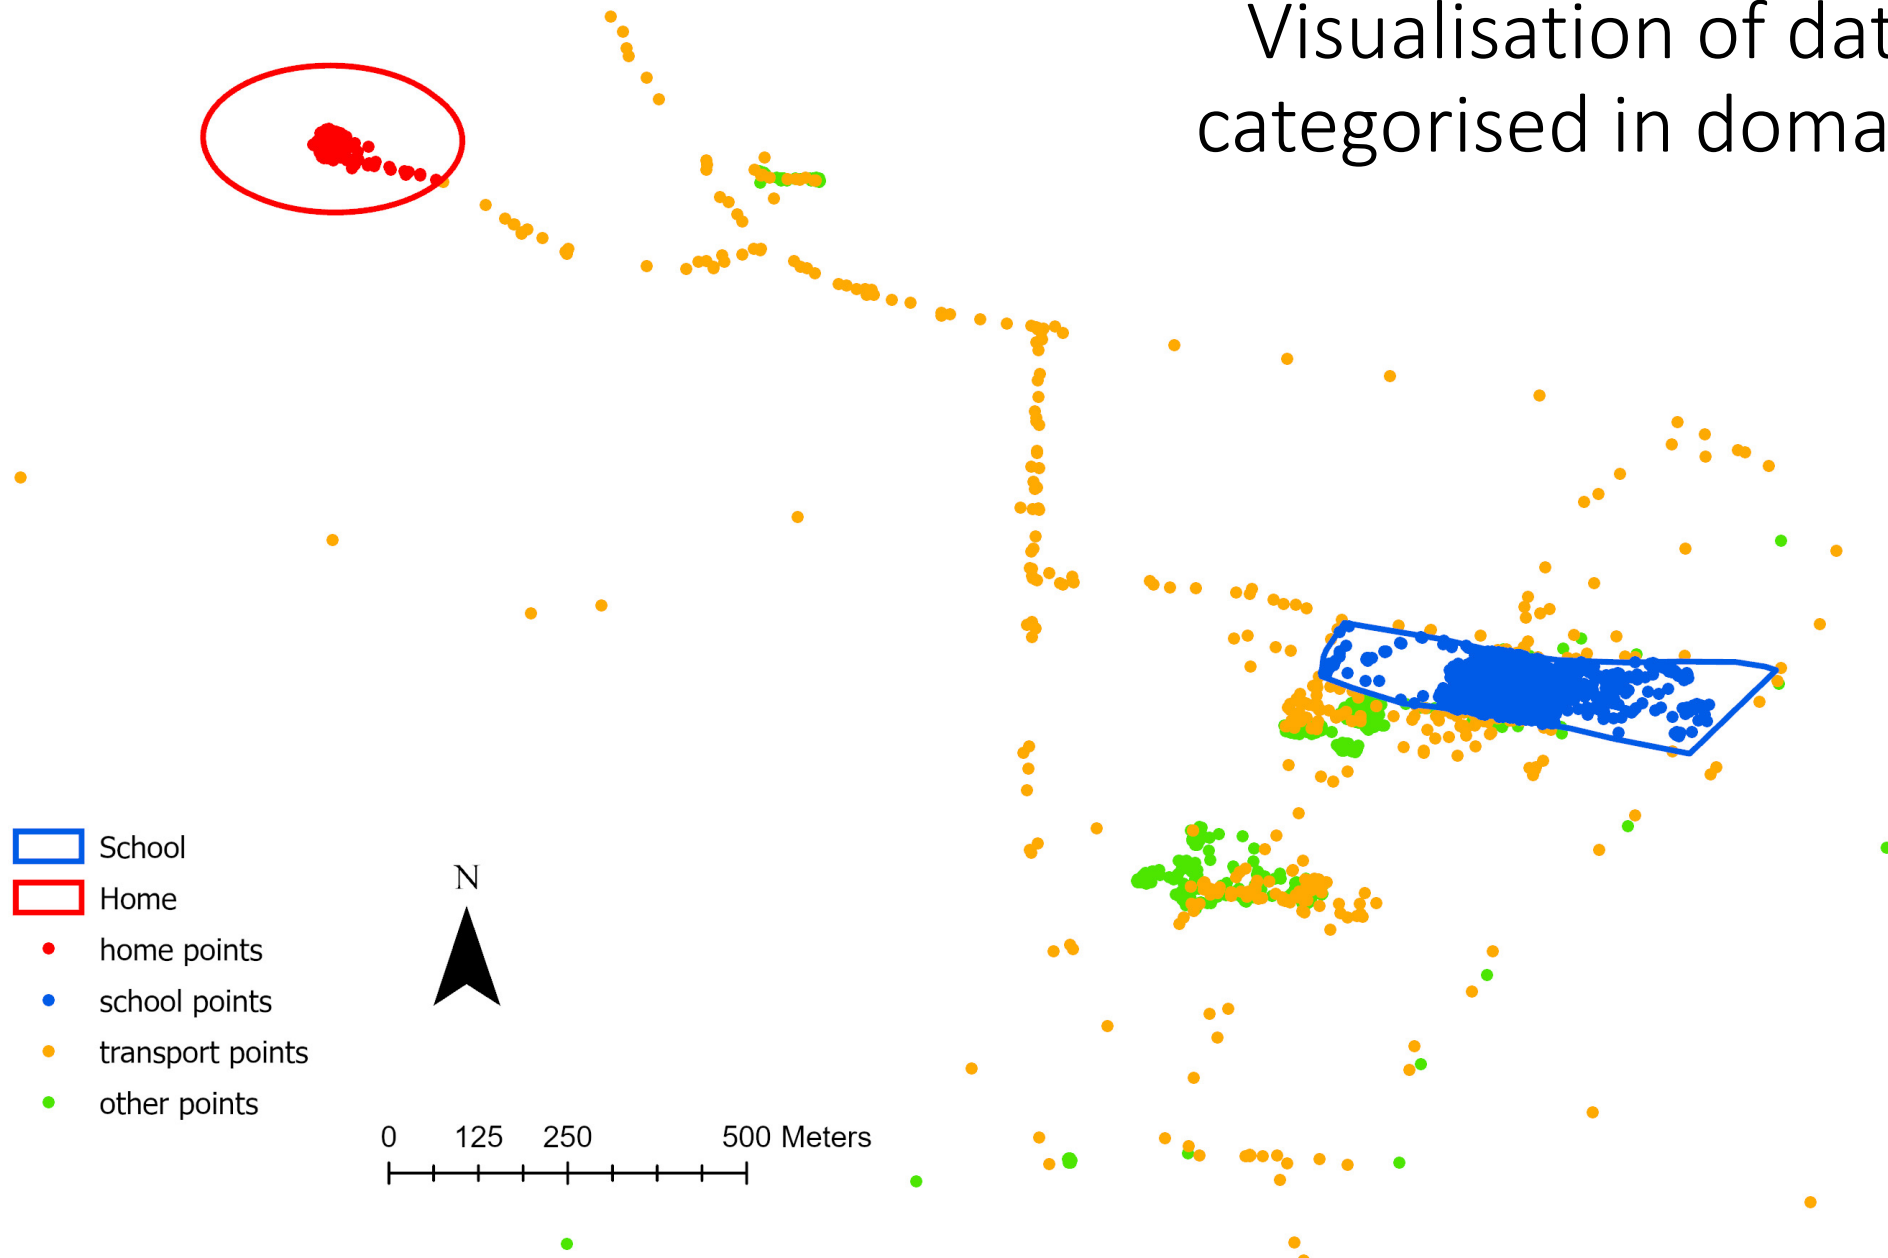 Visualisation of dat
categorised in doma
School
Home
home points
school points
transport points
other points
N
0 125 250 500 Meters